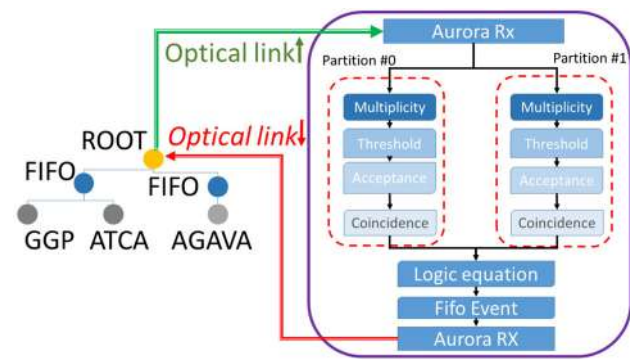 Aurora Rx
Optical link↑
Partition #0
Partition #1
Multiplicity
Multiplicity
Optical link↓
ROOT
Threshold
Threshold
FIFO
FIFO
Acceptance
Acceptance
GGP
ATCA
AGAVA
Coincidence
Coincidence
Logic equation
Fifo Event
Aurora RX